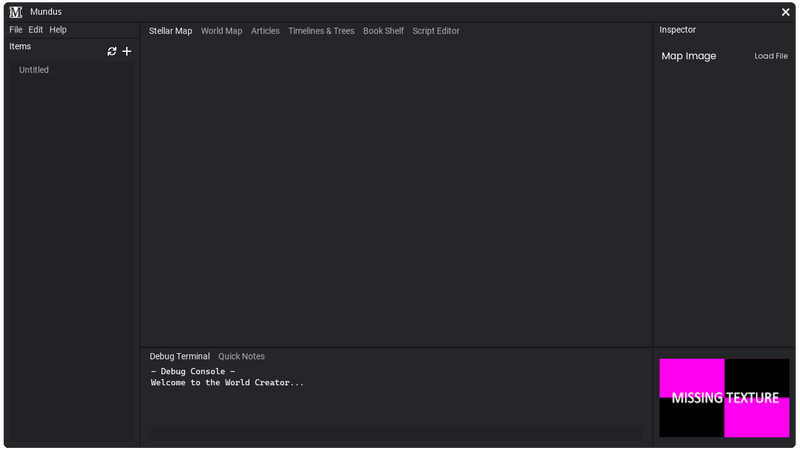 M Mundus
File Edit Help
Items
Untitled
Stellar Map World Map Articles Timelines & Trees Book Shelf Script Editor
Inspector
Map Image Load File
Debug Terminal Quick Notes
- Debug Console -
Welcome to the World Creator...
MISSING TEXTURE